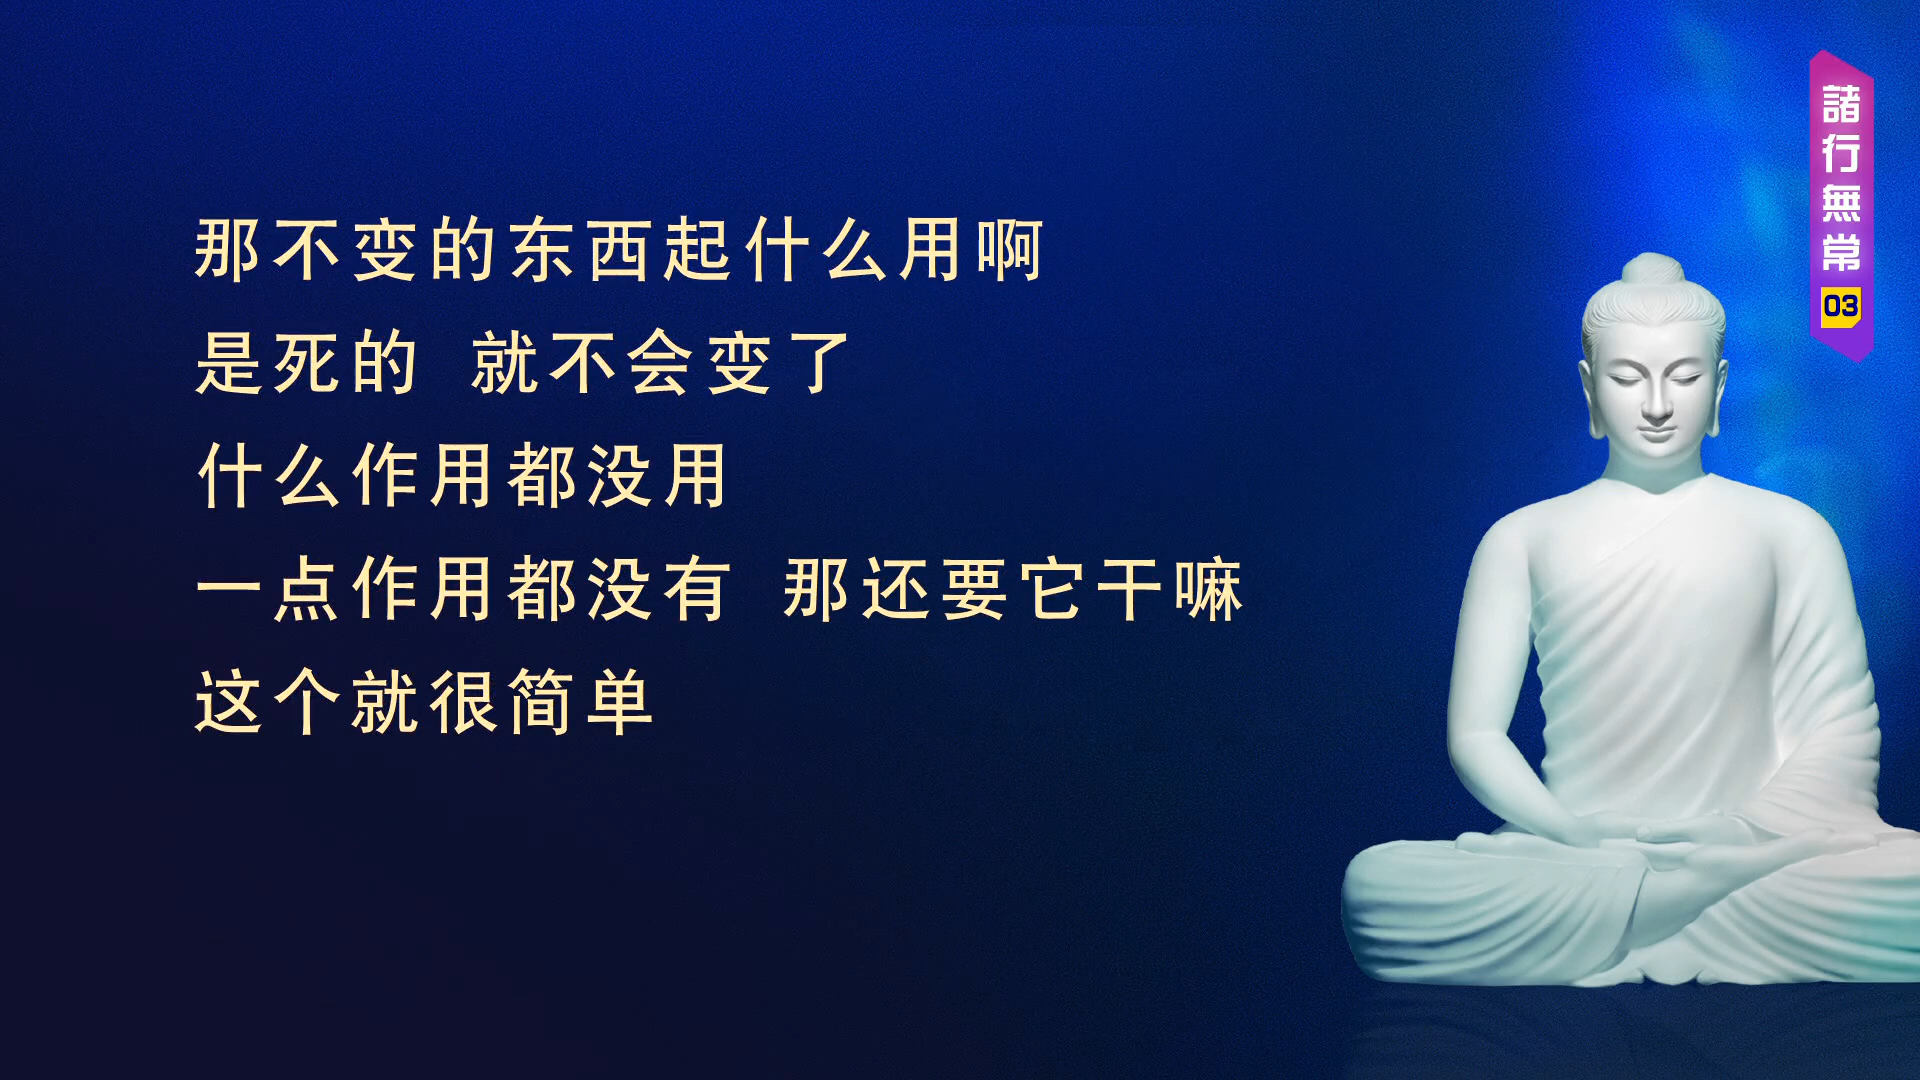 那不变的东西起什么用啊
是死的 就不会变了
什么作用都没用
一点作用都没有 那还要它干嘛
这个就很简单
諸行無常
03